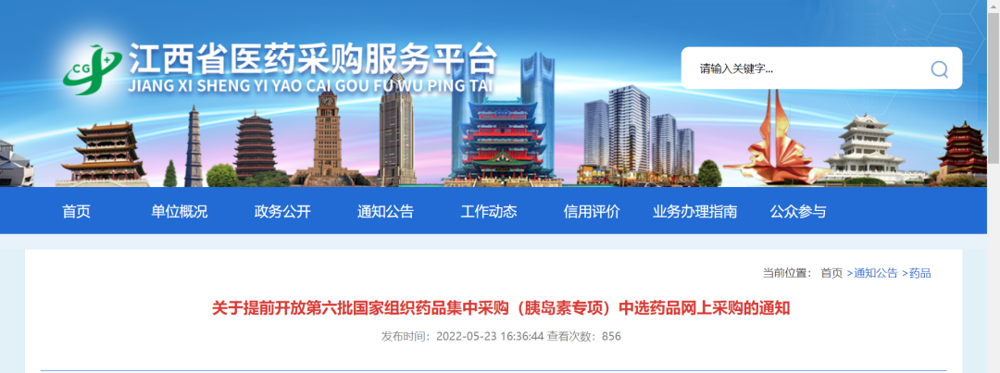 CG
江西省医药采购服务平台
JIANG XI SHENG YI YAO CAI GOU FU WU PING TAI
请输入关键字...
首页 单位概况 政务公开 通知公告 工作动态 信用评价 业务办理指南 公众参与
当前位置： 首页 >通知公告 >药品
关于提前开放第六批国家组织药品集中采购（胰岛素专项）中选药品网上采购的通知
发布时间：2022-05-23 16:36:44 查看次数：856